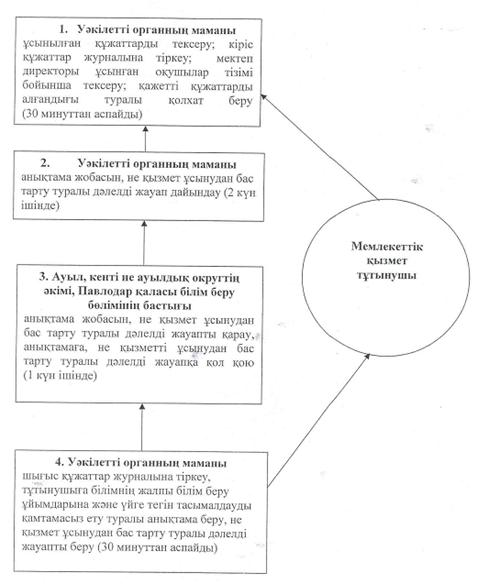 1. Уәкілетті органның маманы
ұсынылған құжаттарды тексеру; кіріс
құжаттар журналына тіркеу; мектеп
директоры ұсынған оқушылар тізімі
бойынша тексеру; қажетті құжаттарды
алғандығы туралы қолхат беру
(30 минуттан аспайды)
2. Уәкілетті органның маманы
анықтама жобасын, не қызмет ұсынудан бас
тарту туралы дәлелді жауап дайындау (2 күн
ішінде)
3. Ауыл, кенті не ауылдық округтің
әкімі, Павлодар қаласы білім беру
бөлімінің бастығы
анықтама жобасын, не қызмет ұсынудан
бас тарту туралы дәлелді жауапты қарау,
анықтамаға, не қызметті ұсынудан бас
тарту туралы дәлелді жауапқа қол қою
(1 күн ішінде)
4. Уәкілетті органның маманы
шығыс құжаттар журналына тіркеу,
тұтынушыға білімнің жалпы білім беру
ұйымдарына және үйге тегін тасымалдауды
қамтамасыз ету туралы анықтама беру, не
қызмет ұсынудан бас тарту туралы дәлелді
жауапты беру (30 минуттан аспайды)
Мемлекеттік
қызмет
тұтынушы